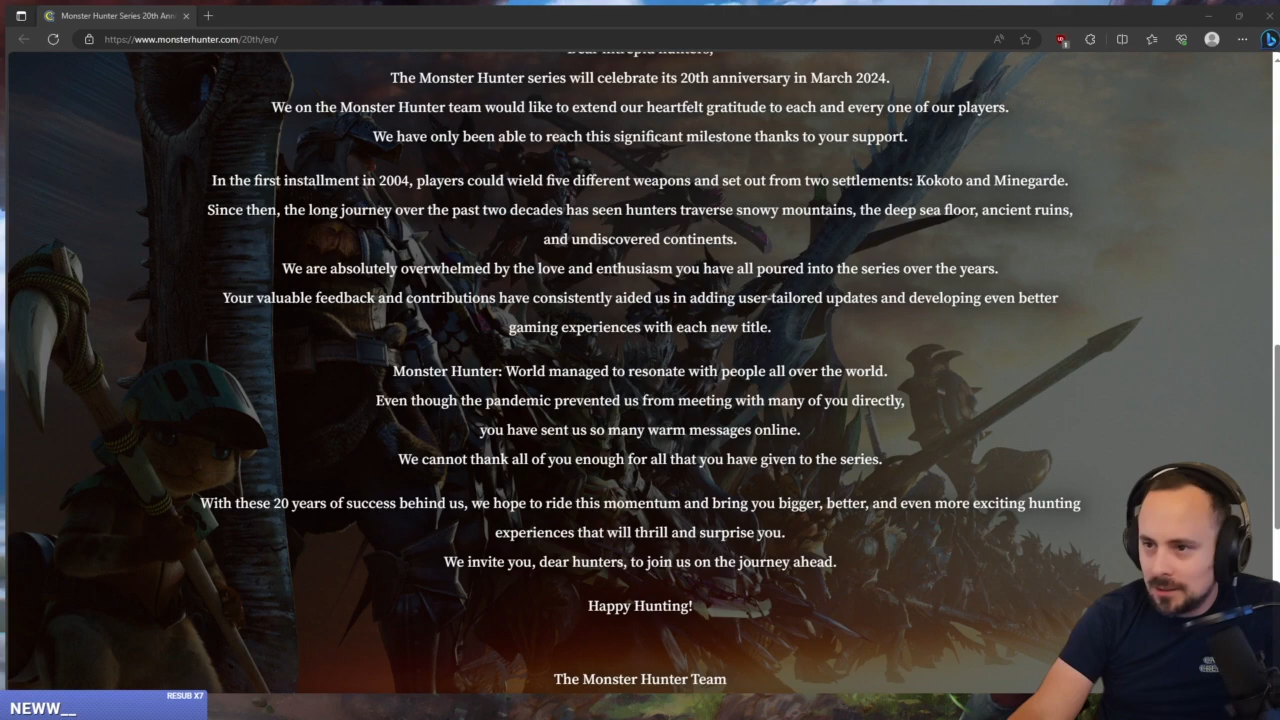 Monster Hunter Series 20th Ann
https://www.monsterhunter.com/20th/en/
Dear intrepid hunters,
The Monster Hunter series will celebrate its 20th anniversary in March 2024.
We on the Monster Hunter team would like to extend our heartfelt gratitude to each and every one of our players.
We have only been able to reach this significant milestone thanks to your support.
In the first installment in 2004, players could wield five different weapons and set out from two settlements: Kokoto and Minegarde.
Since then, the long journey over the past two decades has seen hunters traverse snowy mountains, the deep sea floor, ancient ruins,
and undiscovered continents.
We are absolutely overwhelmed by the love and enthusiasm you have all poured into the series over the years.
Your valuable feedback and contributions have consistently aided us in adding user-tailored updates and developing even better
gaming experiences with each new title.
Monster Hunter: World managed to resonate with people all over the world.
Even though the pandemic prevented us from meeting with many of you directly,
you have sent us so many warm messages online.
We cannot thank all of you enough for all that you have given to the series.
With these 20 years of success behind us, we hope to ride this momentum and bring you bigger, better, and even more exciting hunting
experiences that will thrill and surprise you.
We invite you, dear hunters, to join us on the journey ahead.
Happy Hunting!
The Monster Hunter Team
RESUB X7
NEWW__